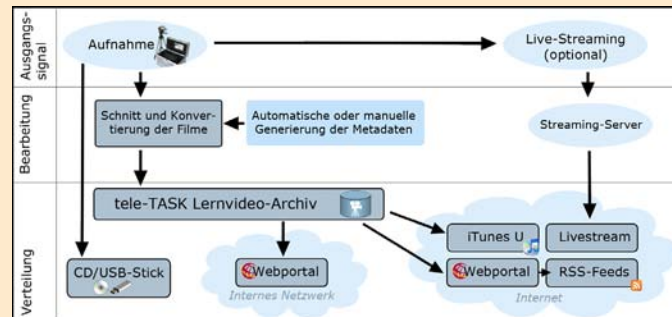 Ausgangs-
signal
Aufnahme
Live-Streaming
(optional)
Bearbeitung
Schnitt und Konver-
tierung der Filme
Automatische oder manuelle
Generierung der Metadaten
Streaming-Server
Verteilung
tele-TASK Lernvideo-Archiv
iTunes U
Livestream
CD/USB-Stick
Webportal
Webportal
RSS-Feeds
Internes Netzwerk
Internet